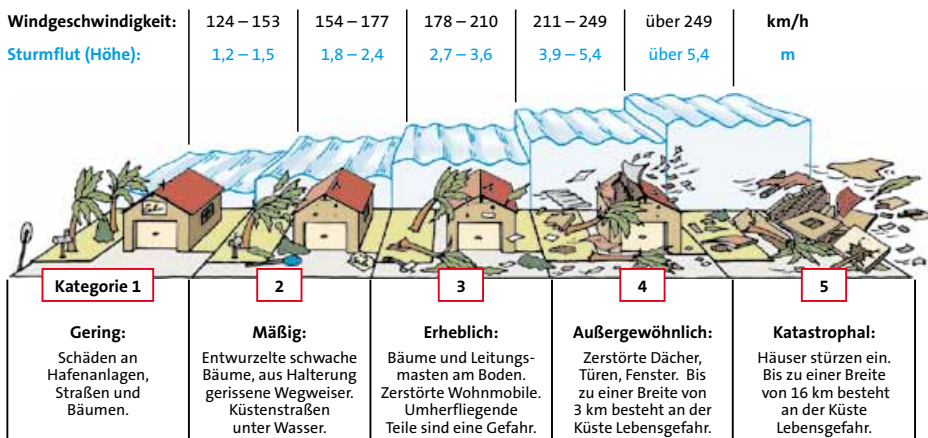 Windgeschwindigkeit: 124 – 153 154 – 177 178 – 210 211 – 249 über 249 km/h
Sturmflut (Höhe): 1,2 – 1,5 1,8 – 2,4 2,7 – 3,6 3,9 – 5,4 über 5,4 m
Kategorie 1
2
3
4
5
Gering:
Schäden an
Hafenanlagen,
Straßen und
Bäumen.
Mäßig:
Entwurzelte schwache
Bäume, aus Halterung
gerissene Wegweiser.
Küstenstraßen
unter Wasser.
Erheblich:
Bäume und Leitungs-
masten am Boden.
Zerstörte Wohnmobile.
Umherfliegende
Teile sind eine Gefahr.
Außergewöhnlich:
Zerstörte Dächer,
Türen, Fenster. Bis
zu einer Breite von
3 km besteht an der
Küste Lebensgefahr.
Katastrophal:
Häuser stürzen ein.
Bis zu einer Breite
von 16 km besteht
an der Küste
Lebensgefahr.